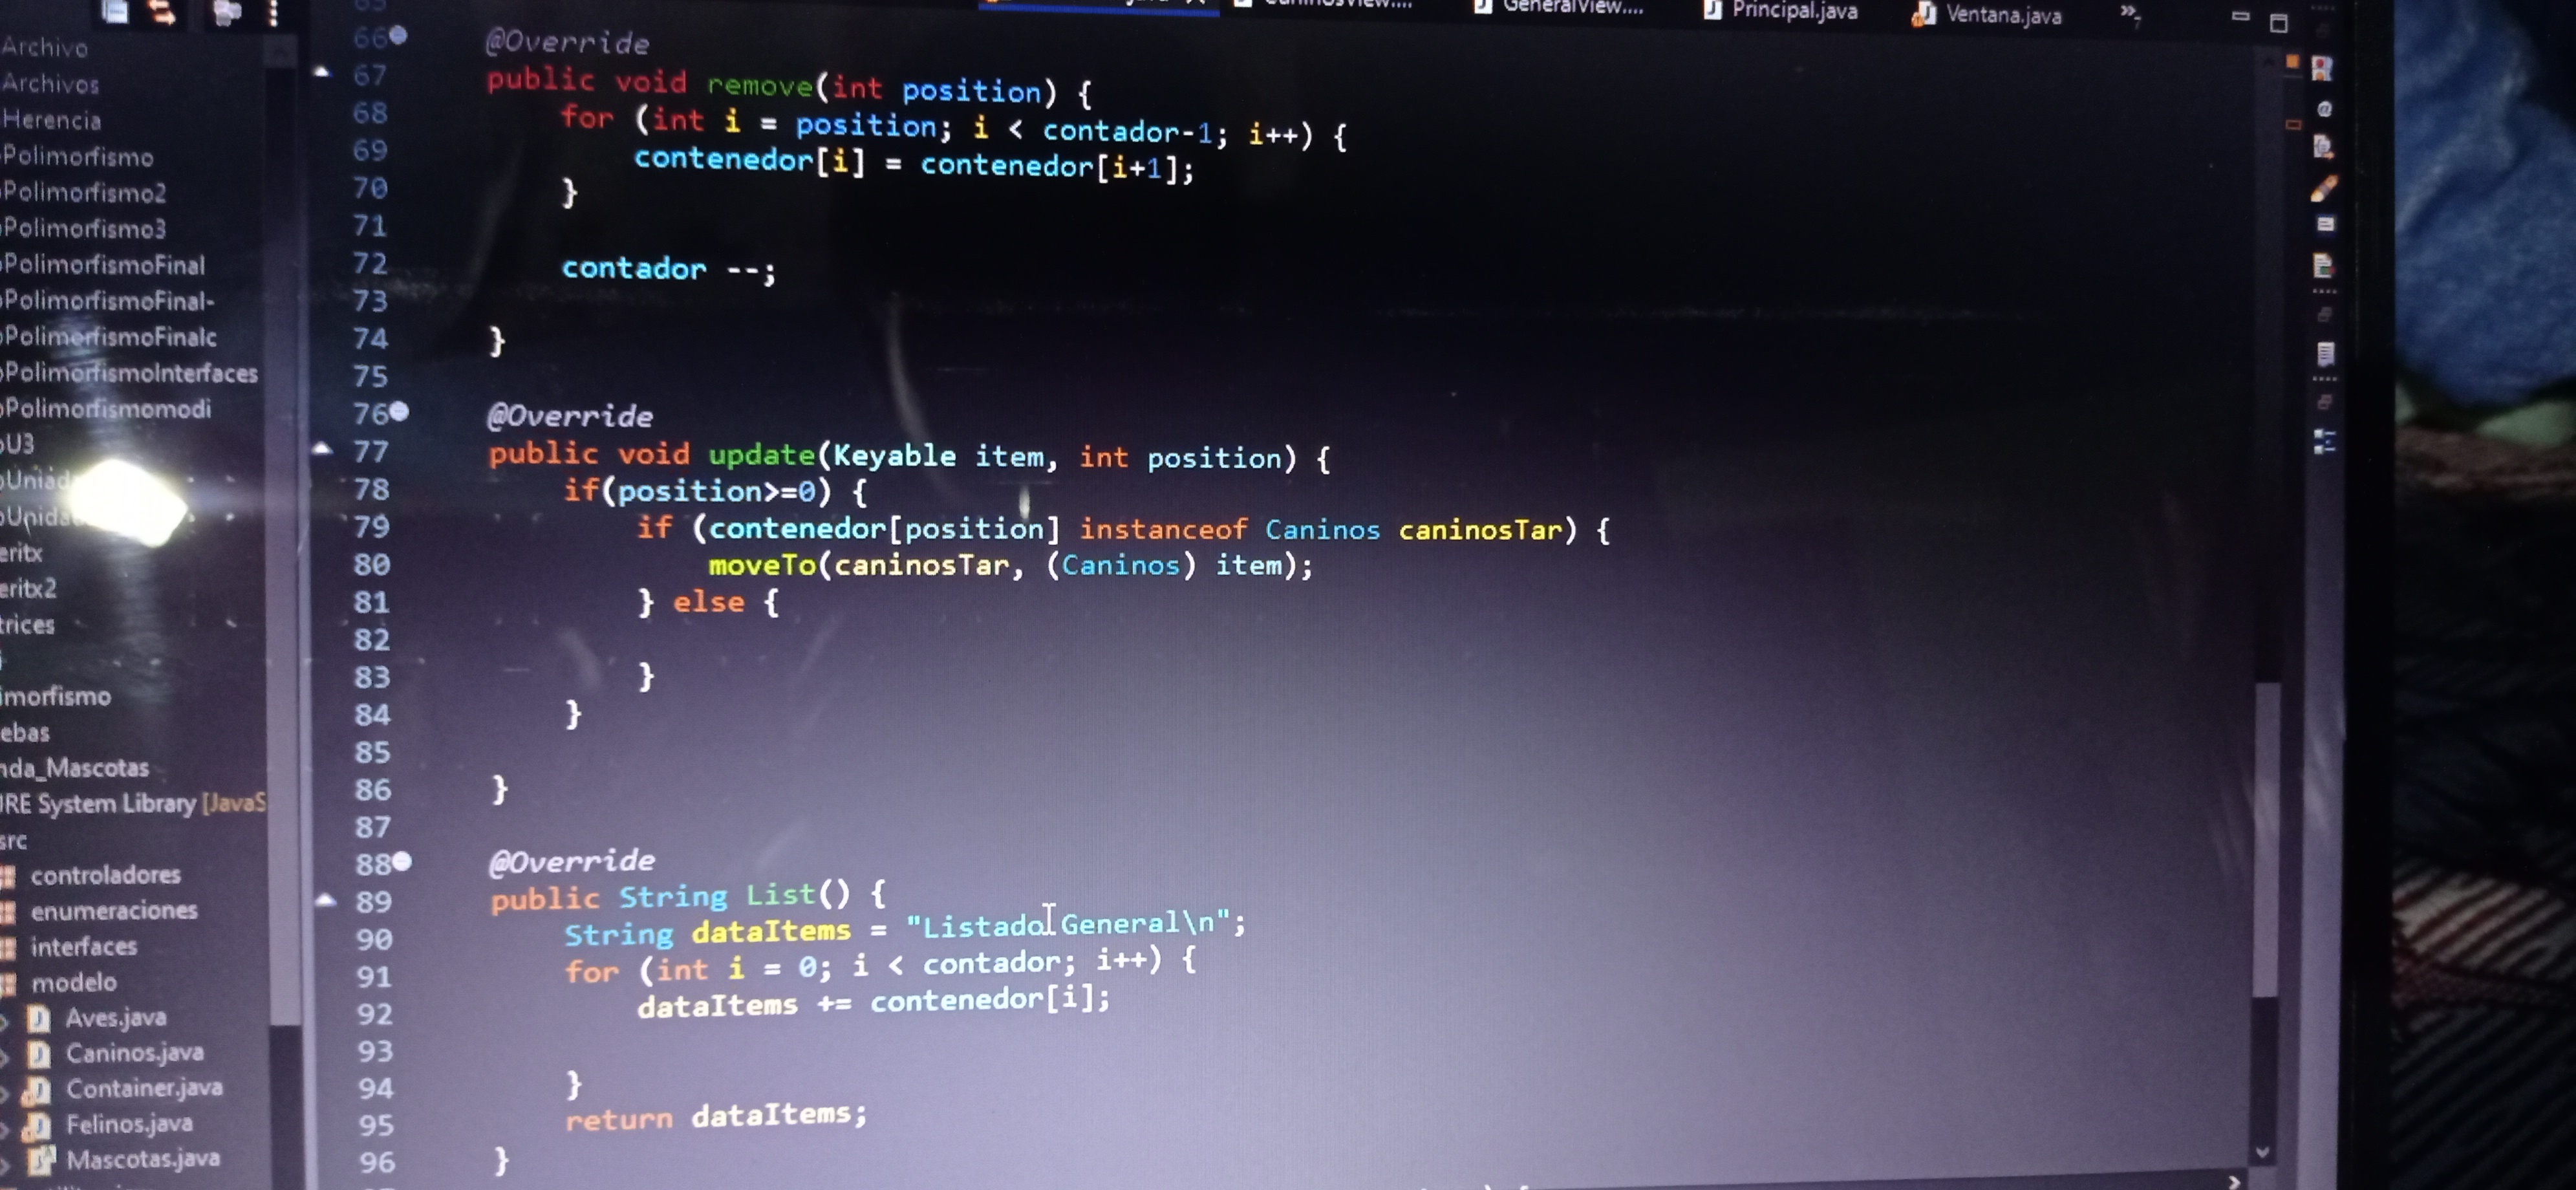 GeneralView....
Principal.java
Ventana.java
Archivo
Archivos
Herencia
Polimorfismo
Polimorfismo2
Polimorfismo3
PolimorfismoFinal
PolimorfismoFinal-
PolimorfismoFinalc
PolimorfismoInterfaces
Polimorfismomodi
U3
eritx
eritx2
trices
imorfismo
ebas
nda_Mascotas
JRE System Library [JavaS
src
controladores
enumeraciones
interfaces
modelo
Aves.java
Caninos.java
Container.java
Felinos.java
Mascotas.java
66 @Override
67 public void remove(int position) {
68 for (int i = position; i < contador-1; i++) {
69 contenedor[i] = contenedor[i+1];
70 }
71
72 contador --;
73
74 }
75
76 @Override
77 public void update(Keyable item, int position) {
78 if(position>=0) {
79 if (contenedor[position] instanceof Caninos caninosTar) {
80 moveTo(caninosTar, (Caninos) item);
81 } else {
82
83 }
84 }
85
86 }
87
88 @Override
89 public String List() {
90 String dataItems = "Listado General\n";
91 for (int i = 0; i < contador; i++) {
92 dataItems += contenedor[i];
93
94 }
95 return dataItems;
96 }